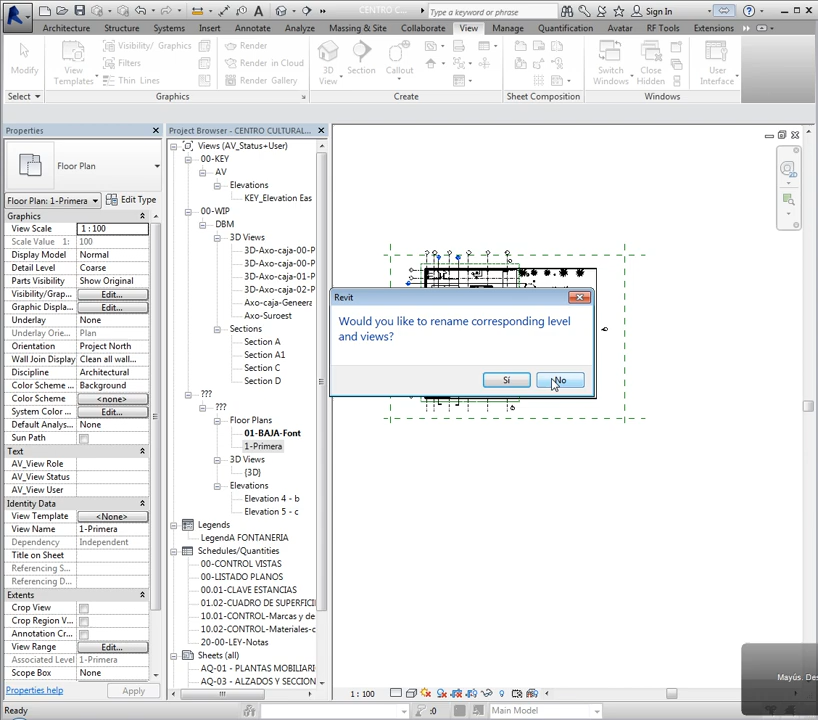 CENTRO C...
Type a keyword or phrase
Sign In
Architecture Structure Systems Insert Annotate Analyze Massing & Site Collaborate View Manage Quantification Avatar RF Tools Extensions
Modify
View Templates
Visibility/ Graphics
Filters
Thin Lines
Render
Render in Cloud
Render Gallery
3D View
Section
Callout
Switch Windows
Close Hidden
User Interface
Select
Graphics
Create
Sheet Composition
Windows
Properties
Floor Plan
Floor Plan: 1-Primera
Edit Type
Graphics
View Scale 1 : 100
Scale Value 1: 100
Display Model Normal
Detail Level Coarse
Parts Visibility Show Original
Visibility/Grap... Edit...
Graphic Displa... Edit...
Underlay None
Underlay Orie... Plan
Orientation Project North
Wall Join Display Clean all wall...
Discipline Architectural
Color Scheme ... Background
Color Scheme <none>
System Color ... Edit...
Default Analys... None
Sun Path
Text
AV_View Role
AV_View Status
AV_View User
Identity Data
View Template <None>
View Name 1-Primera
Dependency Independent
Title on Sheet
Referencing S...
Referencing D...
Extents
Crop View
Crop Region V...
Annotation Cr...
View Range Edit...
Associated Level 1-Primera
Scope Box None
Properties help
Apply
Project Browser - CENTRO CULTURAL...
Views (AV_Status+User)
00-KEY
AV
Elevations
KEY_Elevation Eas
00-WIP
DBM
3D Views
3D-Axo-caja-00-P
3D-Axo-caja-00-P
3D-Axo-caja-01-P
3D-Axo-caja-02-P
Axo-caja-Geneera
Axo-Suroest
Sections
Section A
Section A1
Section C
Section D
???
???
Floor Plans
01-BAJA-Font
1-Primera
3D Views
{3D}
Elevations
Elevation 4 - b
Elevation 5 - c
Legends
LegendA FONTANERIA
Schedules/Quantities
00-CONTROL VISTAS
00-LISTADO PLANOS
00.01-CLAVE ESTANCIAS
01.02-CUADRO DE SUPERFICI
10.01-CONTROL-Marcas y de
10.02-CONTROL-Materiales-c
20-00-LEY-Notas
Sheets (all)
AQ-01 - PLANTAS MOBILIARI
AQ-03 - ALZADOS Y SECCION
Revit
Would you like to rename corresponding level
and views?
Sí
No
2D
1 : 100
Mayús. Des
Ready
:0
Main Model